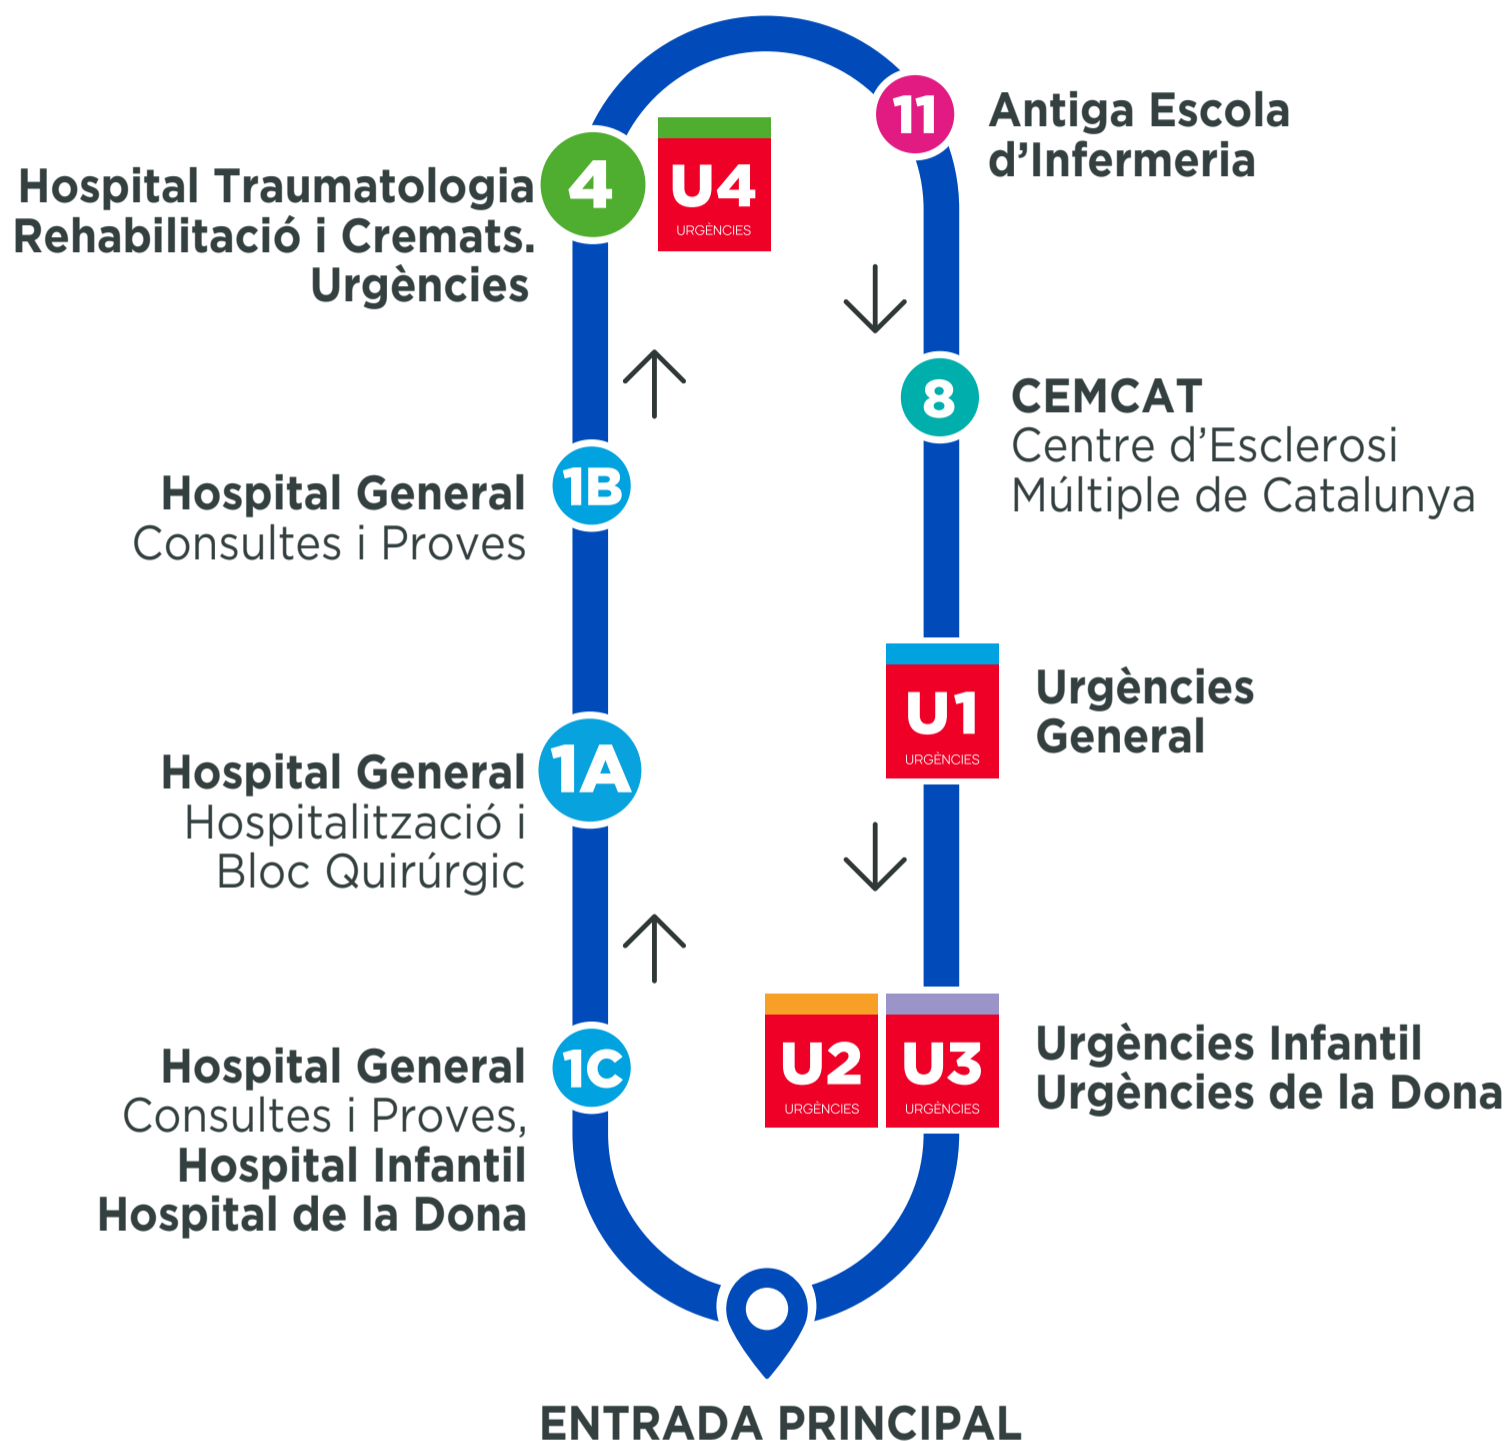 11
Antiga Escola
d’Infermeria
Hospital Traumatologia
Rehabilitació i Cremats.
Urgències
4
U4
URGÈNCIES
8
CEMCAT
Centre d’Esclerosi
Múltiple de Catalunya
Hospital General
Consultes i Proves
1B
U1
URGÈNCIES
Urgències
General
Hospital General
Hospitalització i
Bloc Quirúrgic
1A
Hospital General
Consultes i Proves,
Hospital Infantil
Hospital de la Dona
1C
U2
URGÈNCIES
U3
URGÈNCIES
Urgències Infantil
Urgències de la Dona
ENTRADA PRINCIPAL